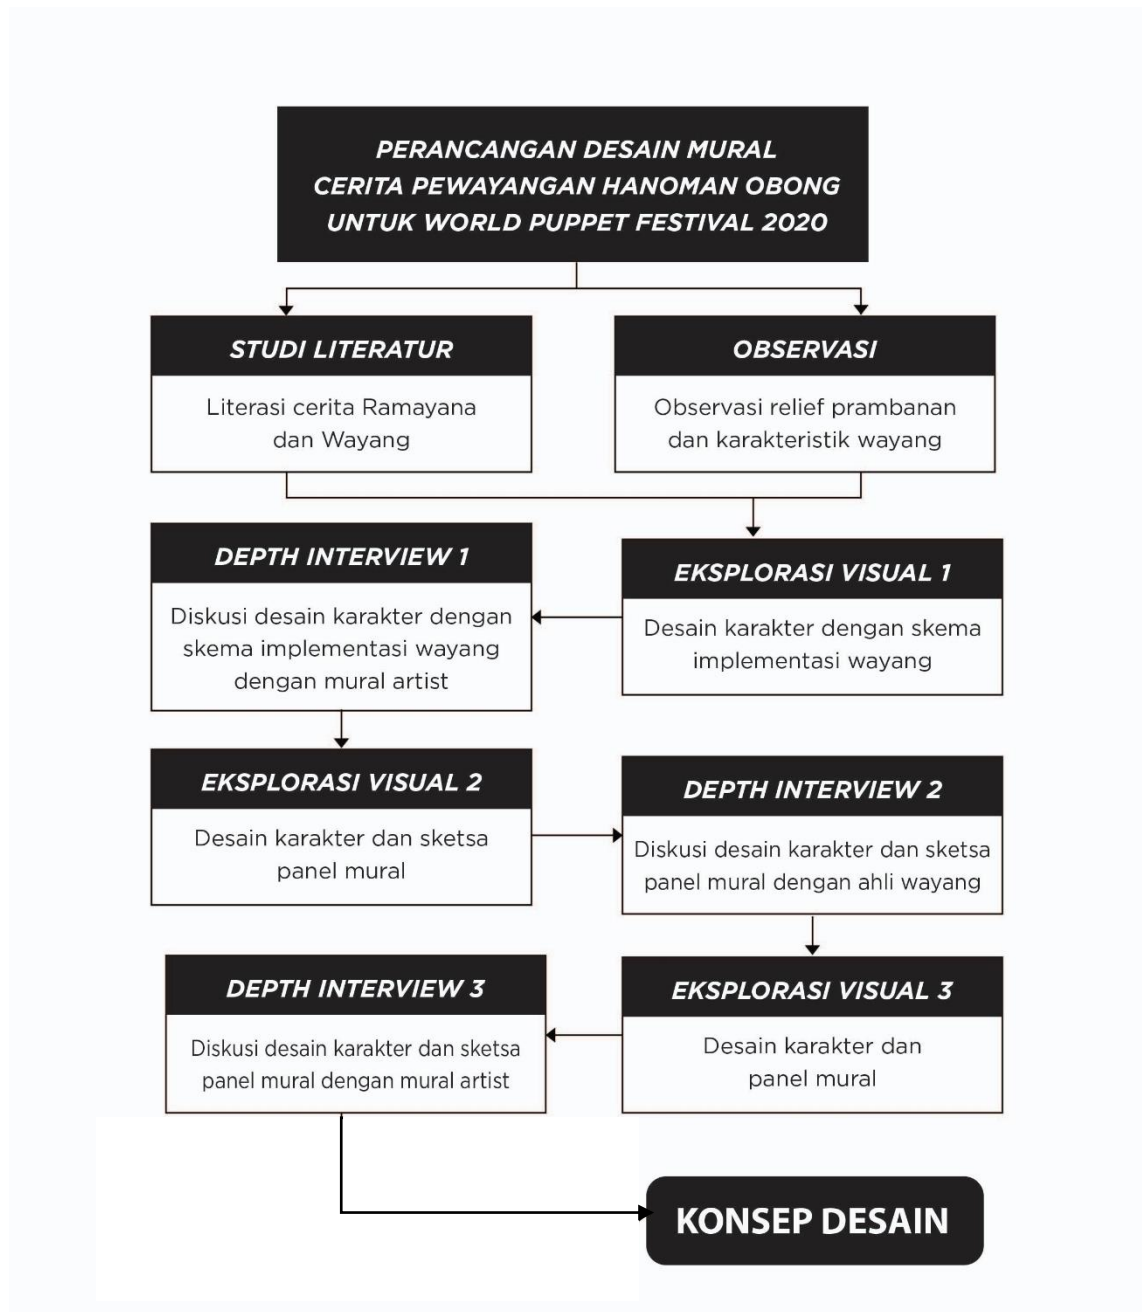 PERANCANGAN DESAIN MURAL
CERITA PEWAYANGAN HANOMAN OBONG
UNTUK WORLD PUPPET FESTIVAL 2020
STUDI LITERATUR
Literasi cerita Ramayana
dan Wayang
OBSERVASI
Observasi relief prambanan
dan karakteristik wayang
EKSPLORASI VISUAL 1
Desain karakter dengan skema
implementasi wayang
DEPTH INTERVIEW 1
Diskusi desain karakter dengan
skema implementasi wayang
dengan mural artist
EKSPLORASI VISUAL 2
Desain karakter dan sketsa
panel mural
DEPTH INTERVIEW 2
Diskusi desain karakter dan sketsa
panel mural dengan ahli wayang
EKSPLORASI VISUAL 3
Desain karakter dan
panel mural
DEPTH INTERVIEW 3
Diskusi desain karakter dan sketsa
panel mural dengan mural artist
KONSEP DESAIN